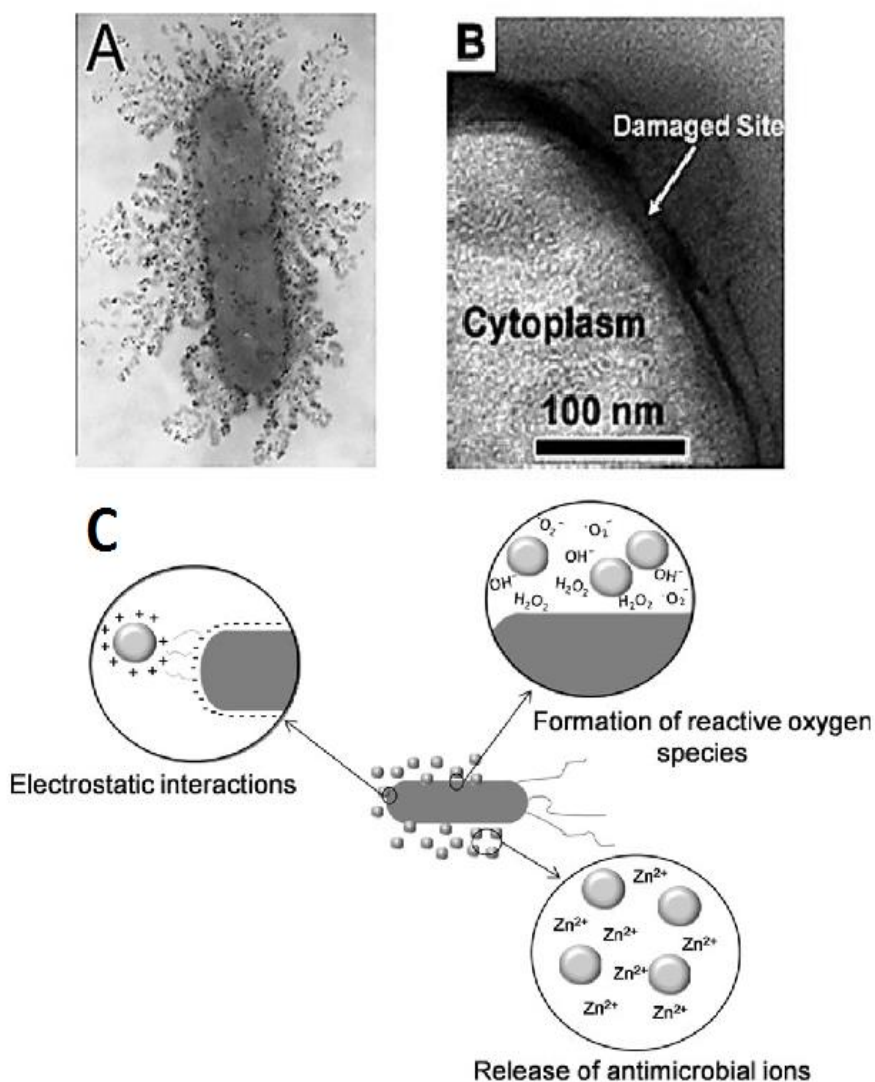 A
B
Damaged Site
Cytoplasm
100 nm
C
+ + + + + + + + +
- - - - - - - - - - - - - - -
Electrostatic interactions
·O₂⁻ ·O₂⁻
OH⁻
OH⁻ H₂O₂ OH⁻
H₂O₂ H₂O₂ ·O₂⁻
Formation of reactive oxygen
species
Zn²⁺
Zn²⁺ Zn²⁺ Zn²⁺
Zn²⁺
Zn²⁺ Zn²⁺
Release of antimicrobial ions